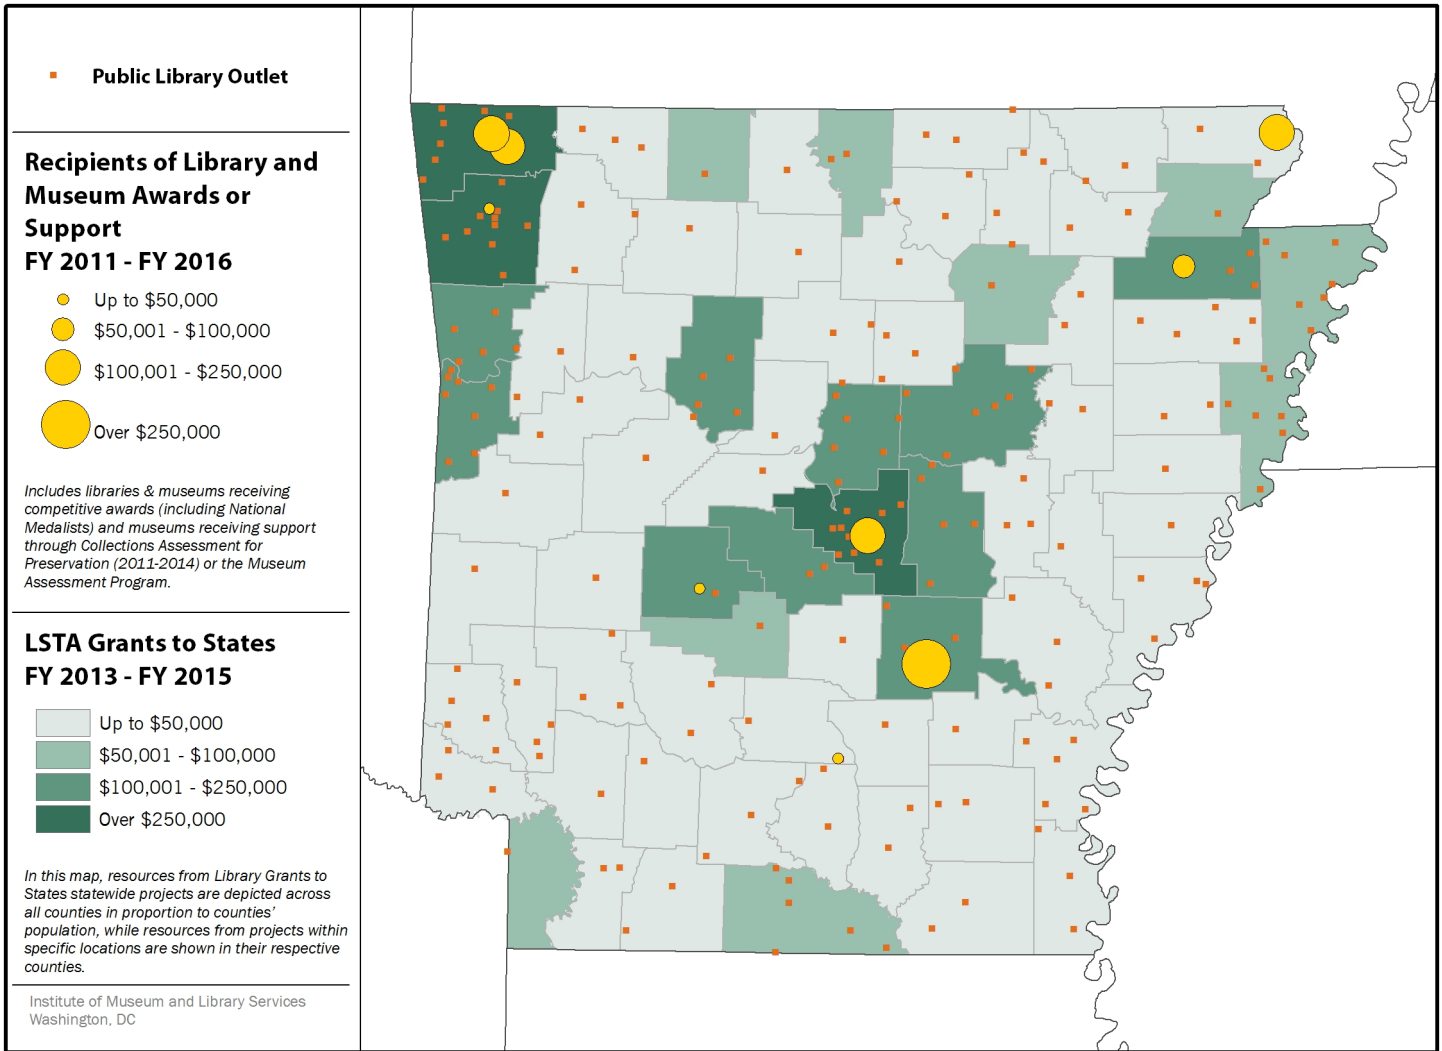 Public Library Outlet
Recipients of Library and
Museum Awards or
Support
FY 2011 - FY 2016
Up to $50,000
$50,001 - $100,000
$100,001 - $250,000
Over $250,000
Includes libraries & museums receiving
competitive awards (including National
Medalists) and museums receiving support
through Collections Assessment for
Preservation (2011-2014) or the Museum
Assessment Program.
LSTA Grants to States
FY 2013 - FY 2015
Up to $50,000
$50,001 - $100,000
$100,001 - $250,000
Over $250,000
In this map, resources from Library Grants to
States statewide projects are depicted across
all counties in proportion to counties’
population, while resources from projects within
specific locations are shown in their respective
counties.
Institute of Museum and Library Services
Washington, DC